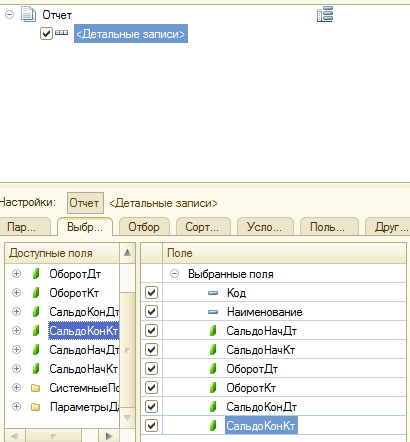 Отчет
<Детальные записи>
Настройки: Отчет <Детальные записи>
Пар... Выбр... Отбор Сорт... Усло... Поль... Друг...
Доступные поля
ОборотДт
ОборотКт
СальдоКонДт
СальдоКонКт
СальдоНачДт
СальдоНачКт
СистемныеПо
ПараметрыДа
Поле
Выбранные поля
Код
Наименование
СальдоНачДт
СальдоНачКт
ОборотДт
ОборотКт
СальдоКонДт
СальдоКонКт